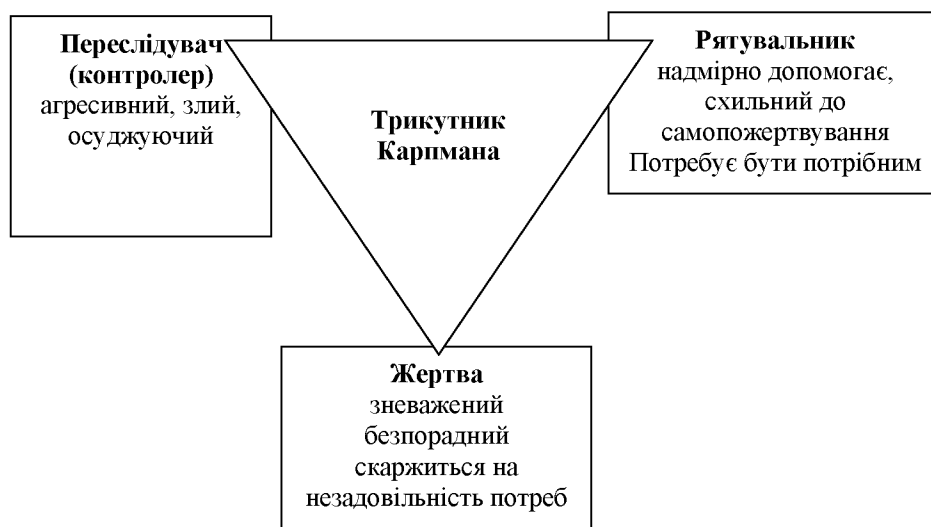 Переслідувач
(контролер)
агресивний, злий,
осуджуючий
Трикутник
Карпмана
Рятувальник
надмірно допомагає,
схильний до
самопожертвування
Потребує бути потрібним
Жертва
зневажений
безпорадний
скаржиться на
незадовільність потреб